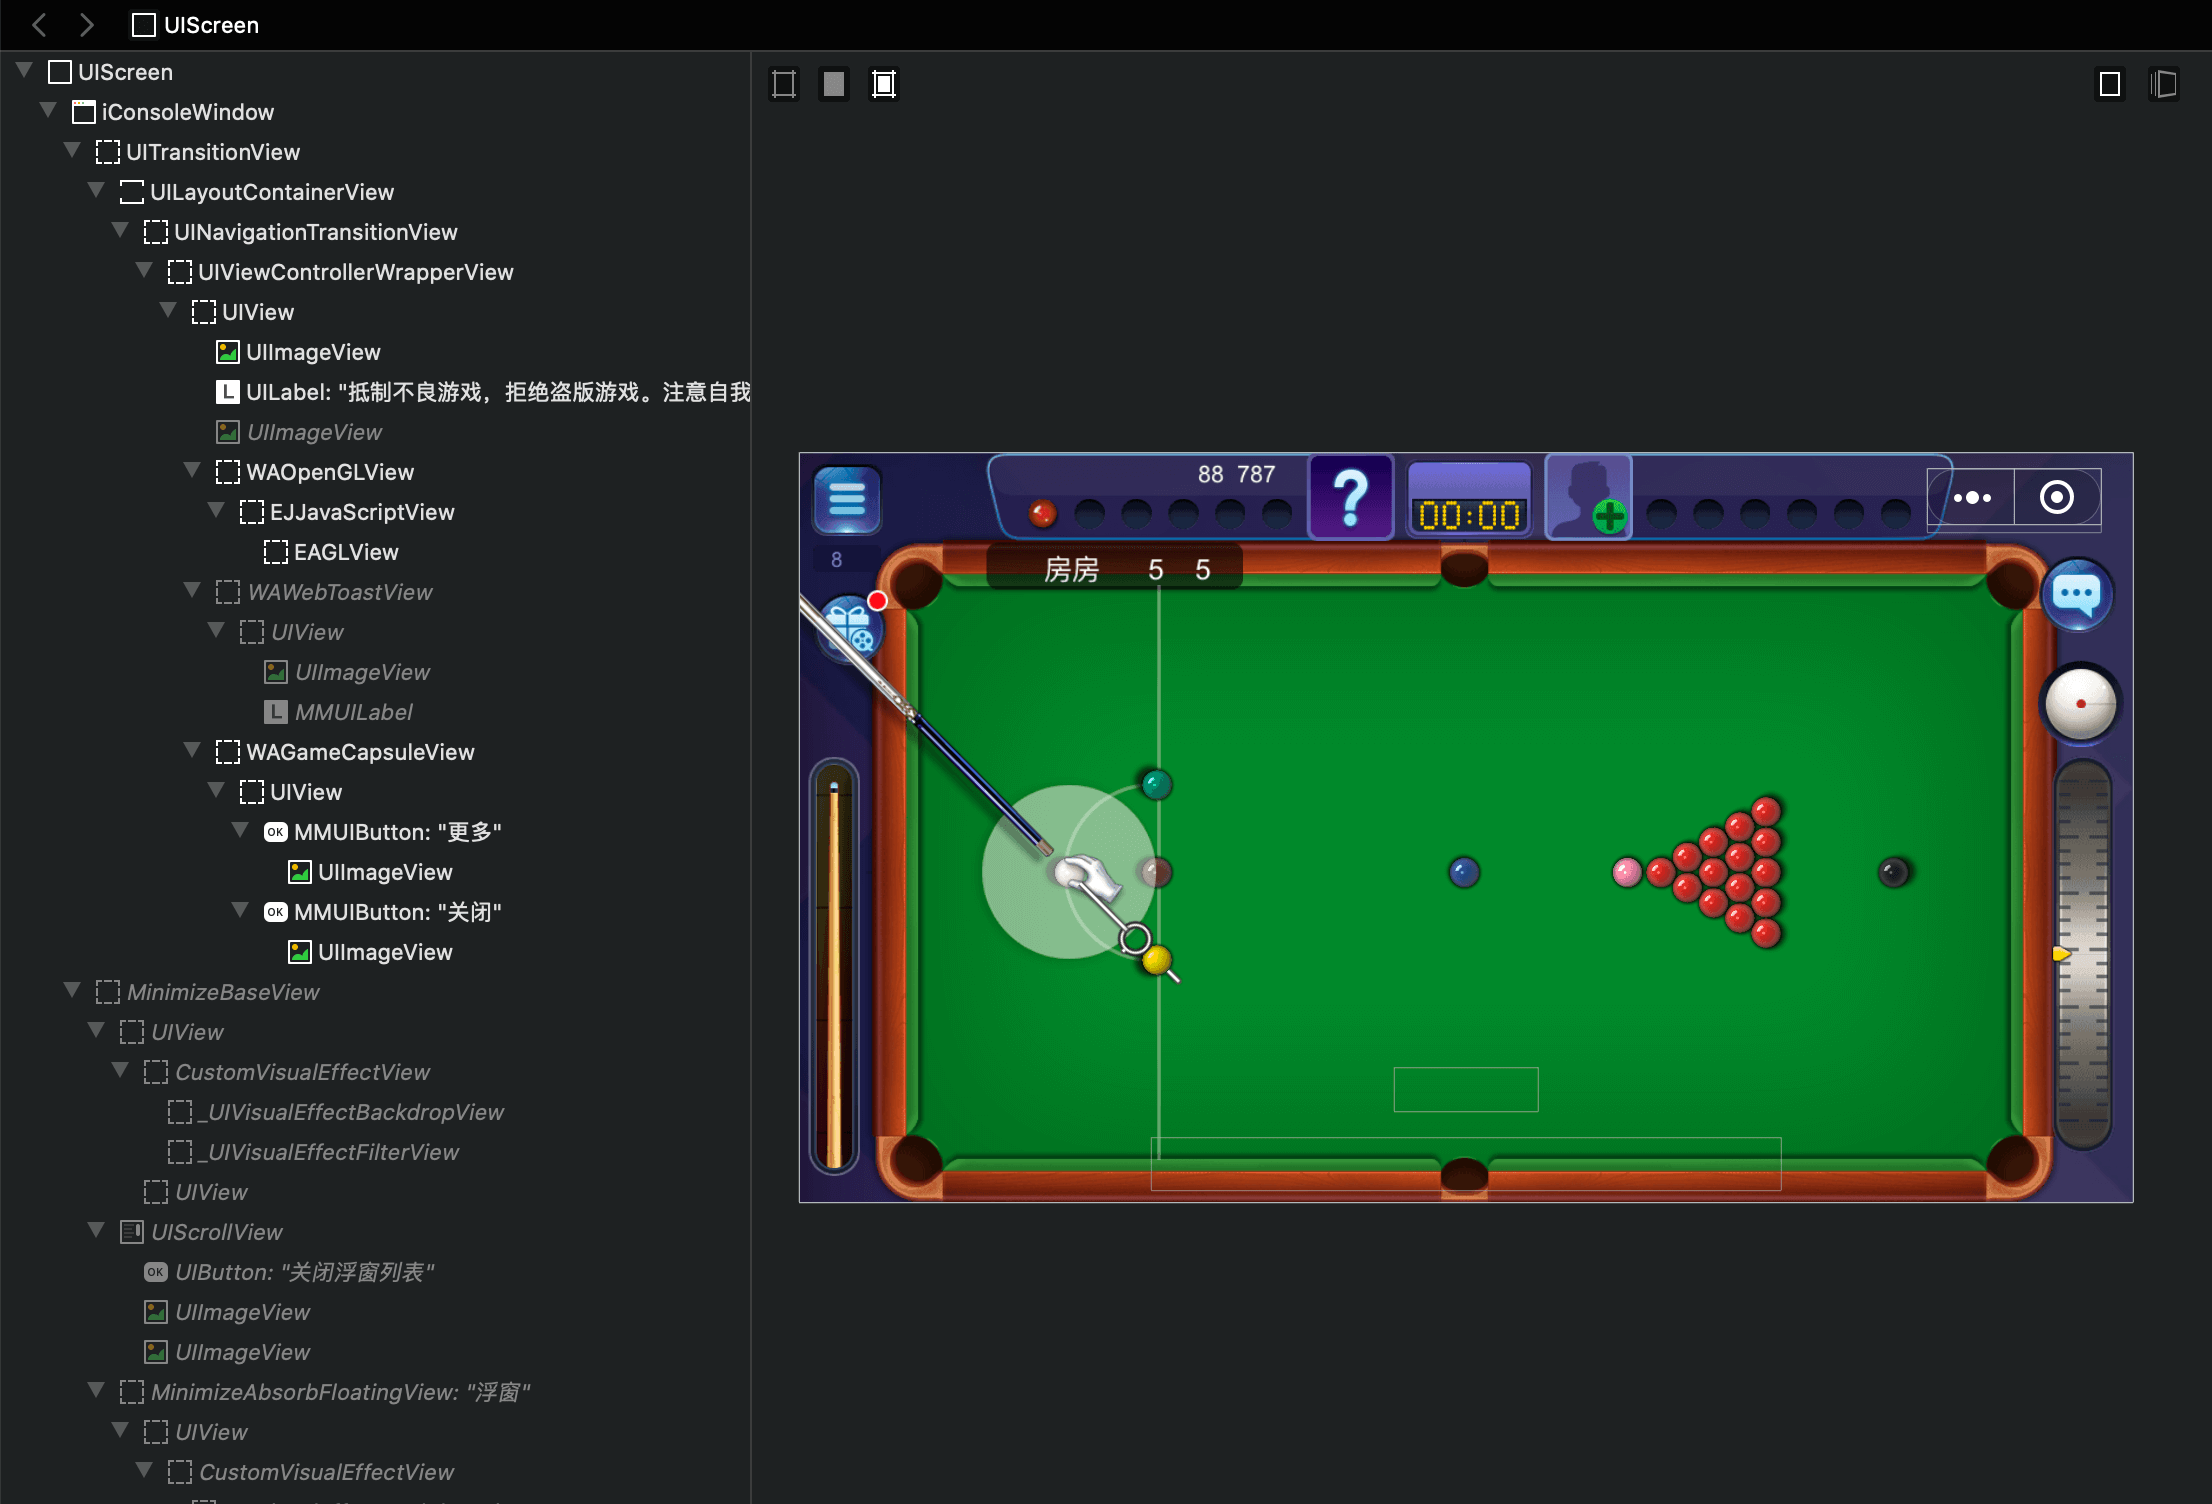 UIScreen
UIScreen
iConsoleWindow
UITransitionView
UILayoutContainerView
UINavigationTransitionView
UIViewControllerWrapperView
UIView
UIImageView
L UILabel: "抵制不良游戏，拒绝盗版游戏。注意自我
UIImageView
WAOpenGLView
EJJavaScriptView
EAGLView
WAWebToastView
UIView
UIImageView
L MMUILabel
WAGameCapsuleView
UIView
OK MMUIButton: "更多"
UIImageView
OK MMUIButton: "关闭"
UIImageView
MinimizeBaseView
UIView
CustomVisualEffectView
_UIVisualEffectBackdropView
_UIVisualEffectFilterView
UIView
UIScrollView
OK UIButton: "关闭浮窗列表"
UIImageView
UIImageView
MinimizeAbsorbFloatingView: "浮窗"
UIView
CustomVisualEffectView
88 787
?
00:00
8
房房 5 5